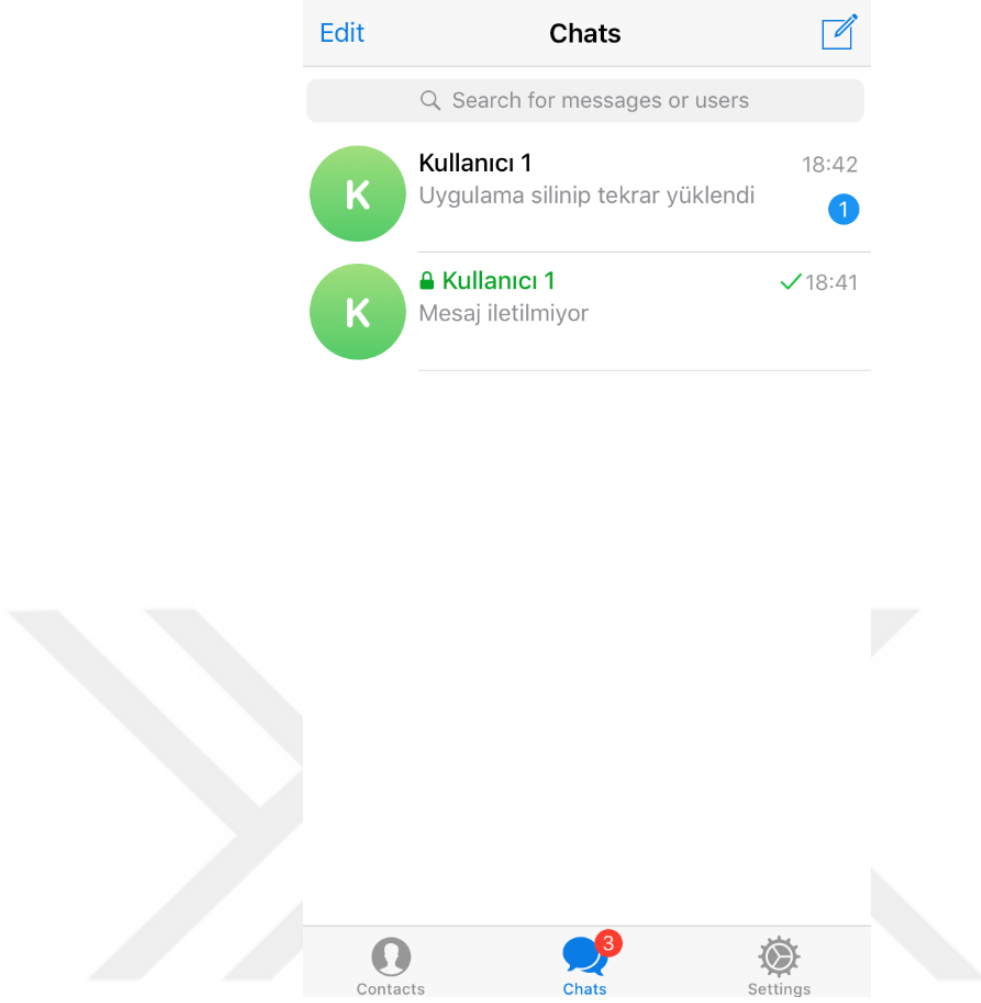 Edit
Chats
Search for messages or users
K
Kullanıcı 1
18:42
Uygulama silinip tekrar yüklendi
1
K
Kullanıcı 1
18:41
Mesaj iletilmiyor
3
Contacts
Chats
Settings